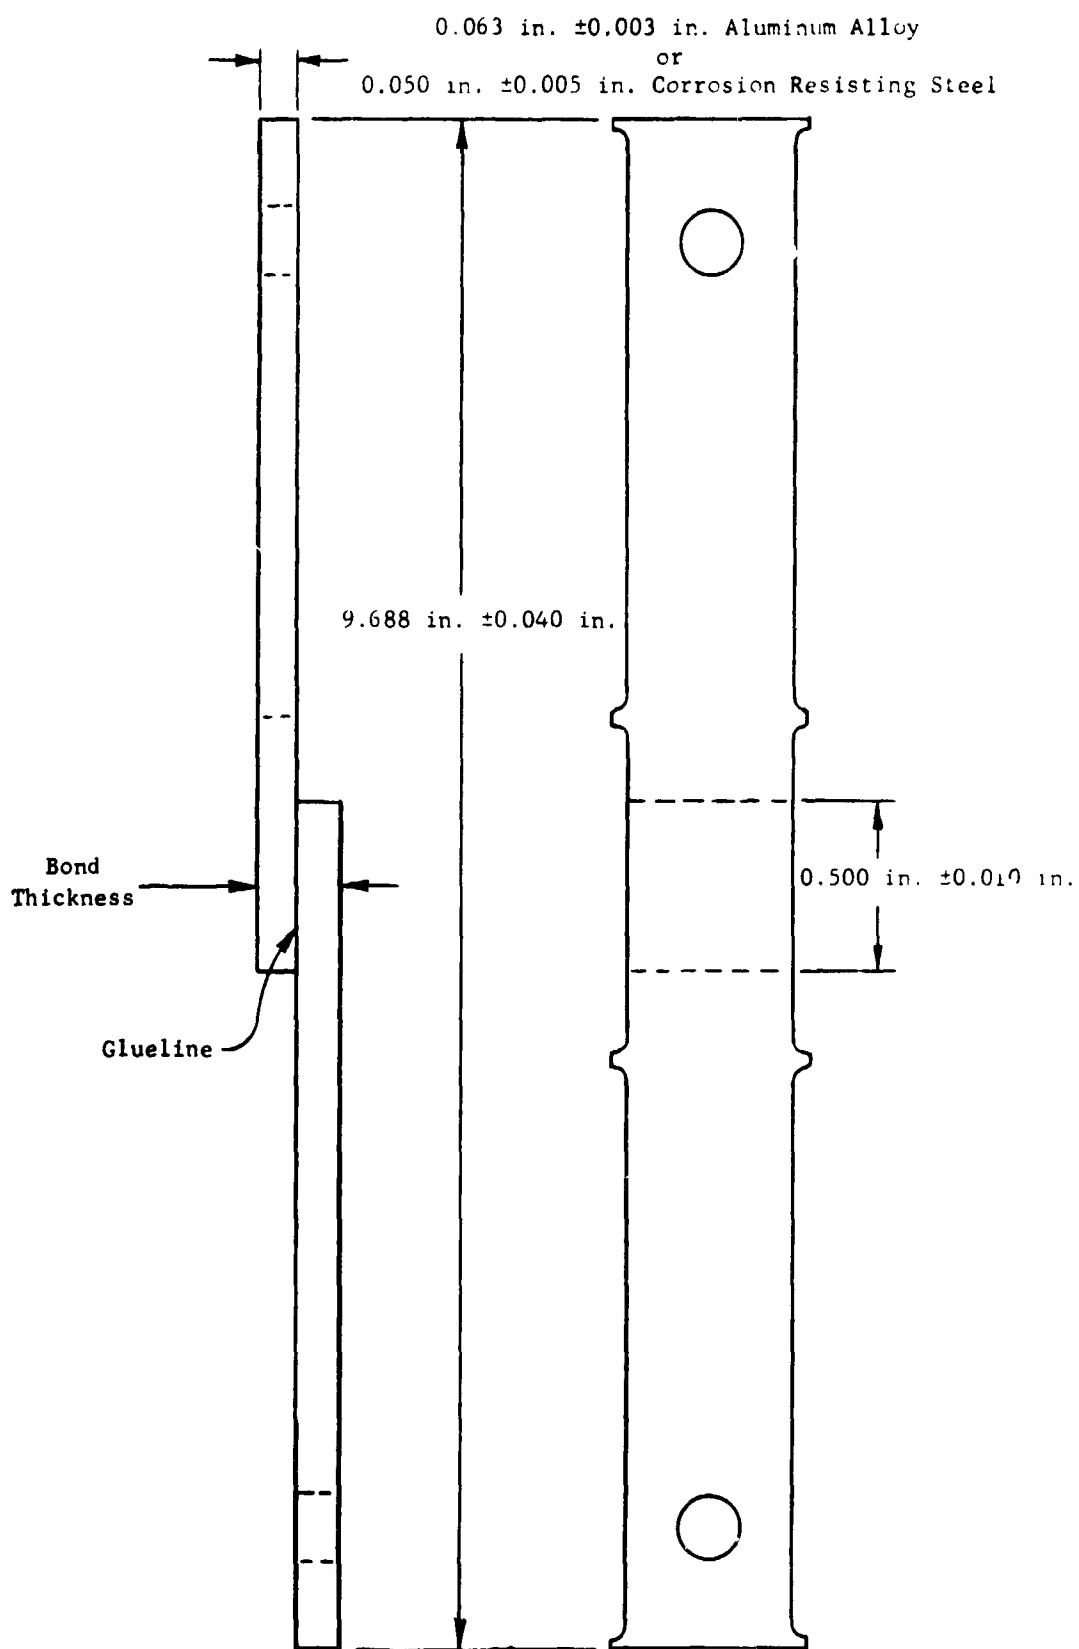 0.063 in. ±0.003 in. Aluminum Alloy
or
0.050 in. ±0.005 in. Corrosion Resisting Steel
9.688 in. ±0.040 in.
Bond
Thickness
0.500 in. ±0.010 in.
Glueline